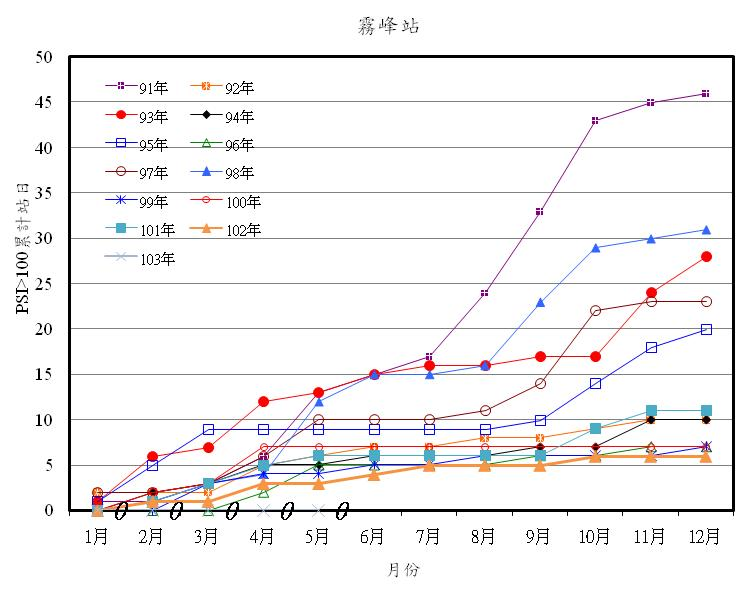 霧峰站
PSI>100累計站日
50
45
40
35
30
25
20
15
10
5
0
91年 92年
93年 94年
95年 96年
97年 98年
99年 100年
101年 102年
103年
0 0 0 0 0
1月 2月 3月 4月 5月 6月 7月 8月 9月 10月 11月 12月
月份